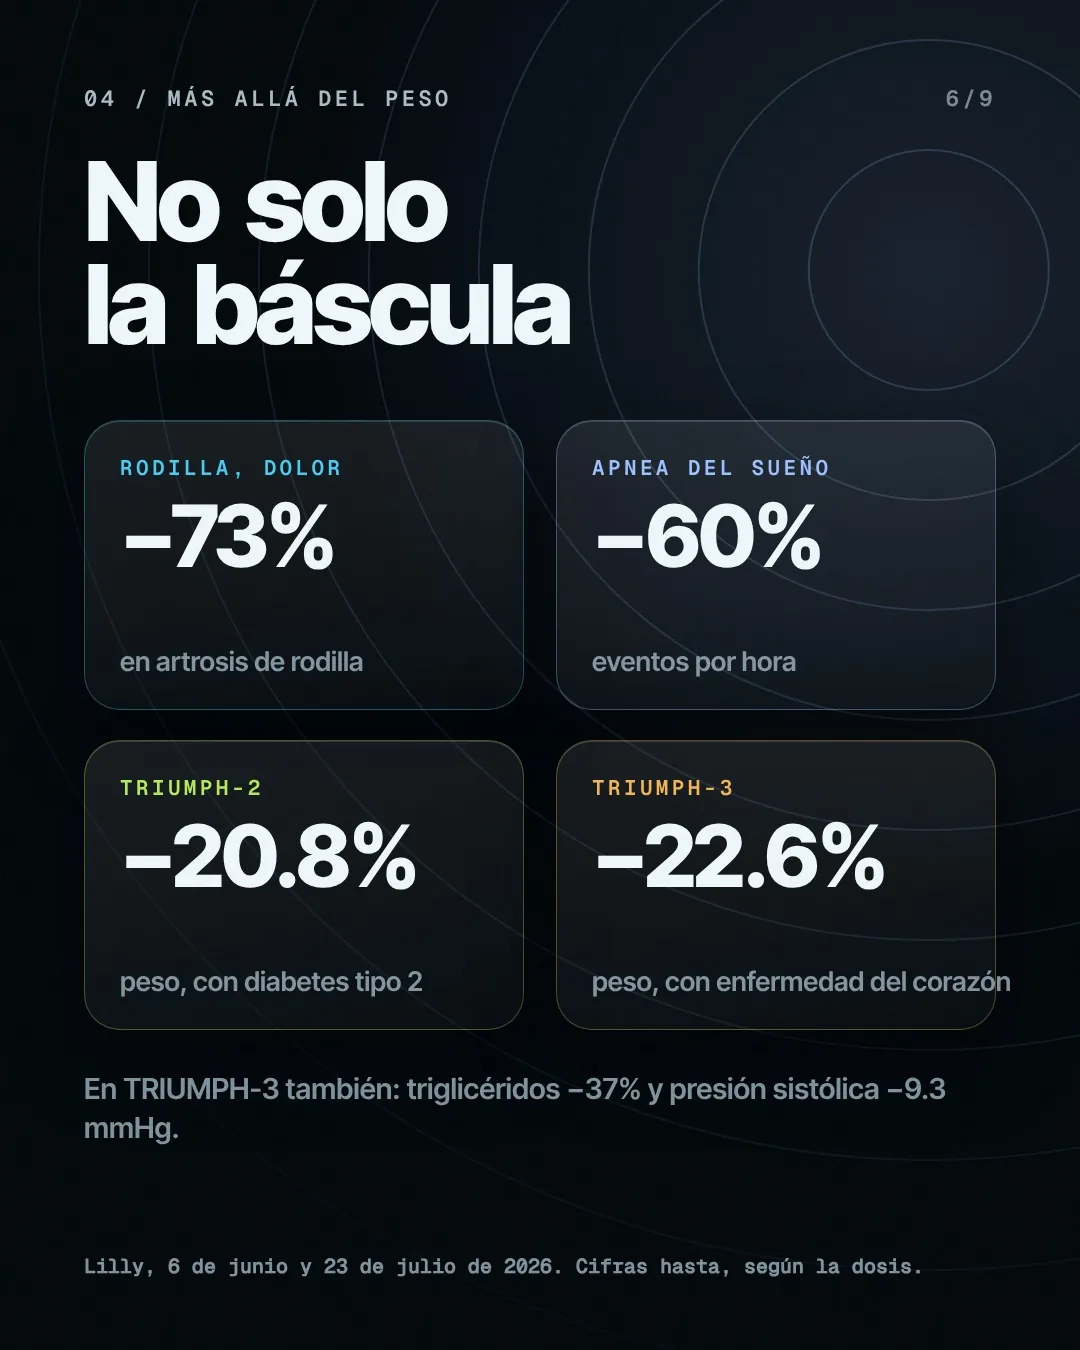 04 / MÁS ALLÁ DEL PESO
6/9
No solo
la báscula
RODILLA, DOLOR
–73%
en artrosis de rodilla
APNEA DEL SUEÑO
–60%
eventos por hora
TRIUMPH-2
–20.8%
peso, con diabetes tipo 2
TRIUMPH-3
–22.6%
peso, con enfermedad del corazón
En TRIUMPH-3 también: triglicéridos –37% y presión sistólica –9.3
mmHg.
Lilly, 6 de junio y 23 de julio de 2026. Cifras hasta, según la dosis.